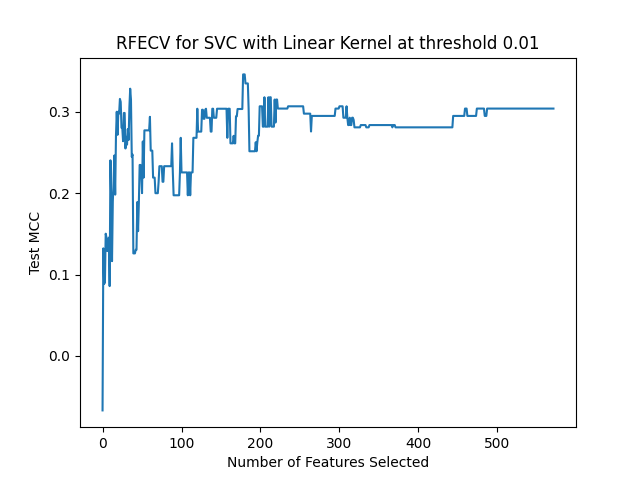 RFECV for SVC with Linear Kernel at threshold 0.01
Test MCC
0.3
0.2
0.1
0.0
0 100 200 300 400 500
Number of Features Selected